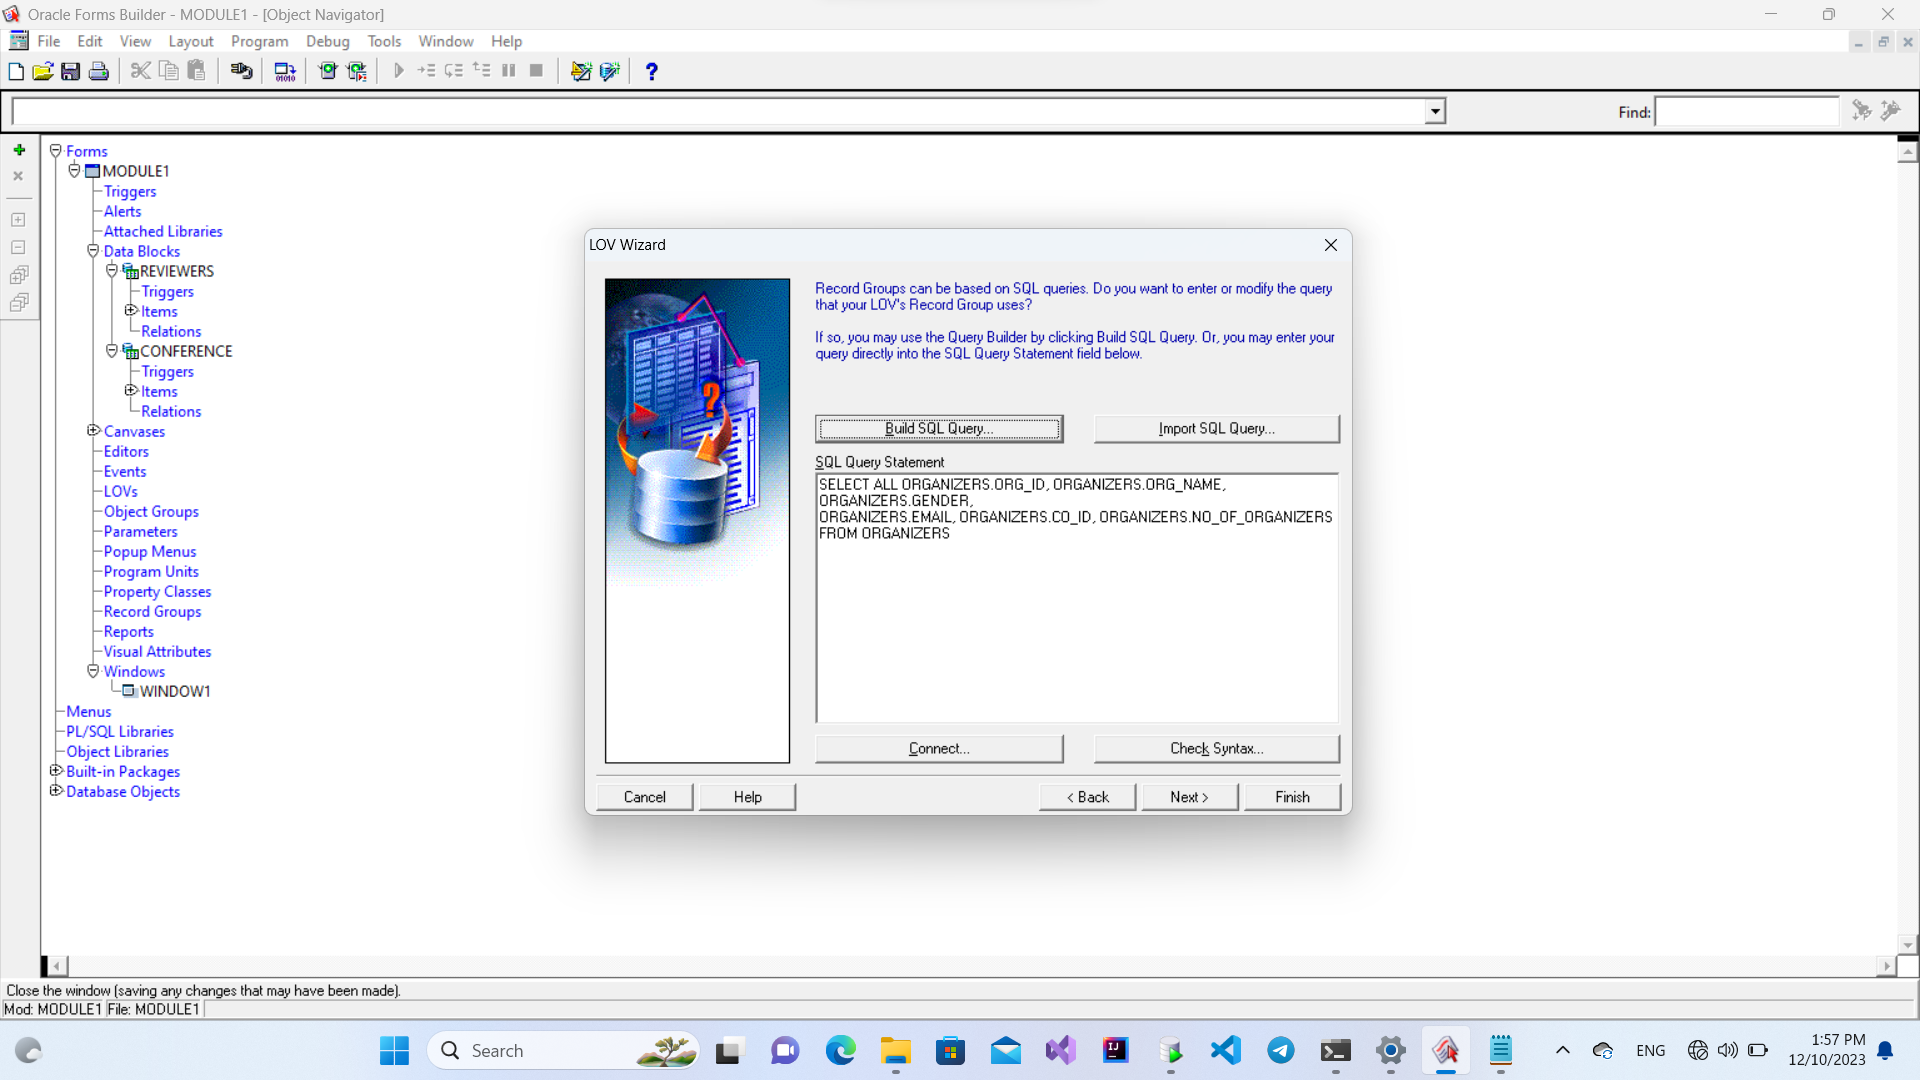 Oracle Forms Builder - MODULE1 - [Object Navigator]
File Edit View Layout Program Debug Tools Window Help
Find:
Forms
MODULE1
Triggers
Alerts
Attached Libraries
Data Blocks
REVIEWERS
Triggers
Items
Relations
CONFERENCE
Triggers
Items
Relations
Canvases
Editors
Events
LOVs
Object Groups
Parameters
Popup Menus
Program Units
Property Classes
Record Groups
Reports
Visual Attributes
Windows
WINDOW1
Menus
PL/SQL Libraries
Object Libraries
Built-in Packages
Database Objects
LOV Wizard
Record Groups can be based on SQL queries. Do you want to enter or modify the query
that your LOV's Record Group uses?
If so, you may use the Query Builder by clicking Build SQL Query. Or, you may enter your
query directly into the SQL Query Statement field below.
Build SQL Query... Import SQL Query...
SQL Query Statement
SELECT ALL ORGANIZERS.ORG_ID, ORGANIZERS.ORG_NAME,
ORGANIZERS.GENDER,
ORGANIZERS.EMAIL, ORGANIZERS.CO_ID, ORGANIZERS.NO_OF_ORGANIZERS
FROM ORGANIZERS
Connect... Check Syntax...
Cancel Help < Back Next > Finish
Close the window (saving any changes that may have been made).
Mod: MODULE1 File: MODULE1
Search
ENG
1:57 PM
12/10/2023